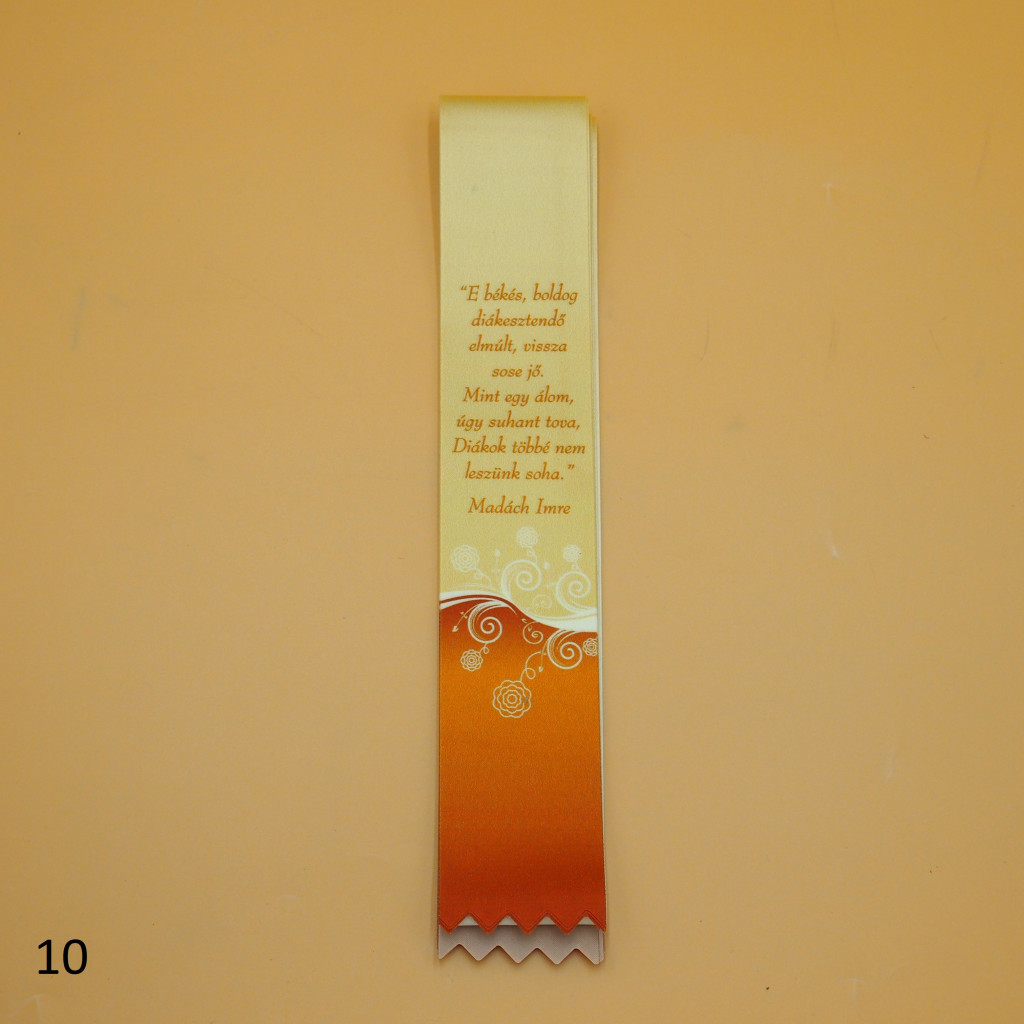 “E békés, boldog
diákesztendő
elmúlt, vissza
sose jő.
Mint egy álom,
úgy suhant tova,
Diákok többé nem
leszünk soha.”
Madách Imre
10